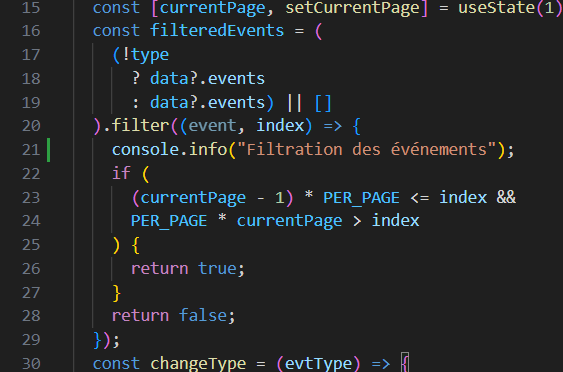 15 const [currentPage, setCurrentPage] = useState(1)
16 const filteredEvents = (
17 (!type
18 ? data?.events
19 : data?.events) || []
20 ).filter((event, index) => {
21 console.info("Filtration des événements");
22 if (
23 (currentPage - 1) * PER_PAGE <= index &&
24 PER_PAGE * currentPage > index
25 ) {
26 return true;
27 }
28 return false;
29 });
30 const changeType = (evtType) => {